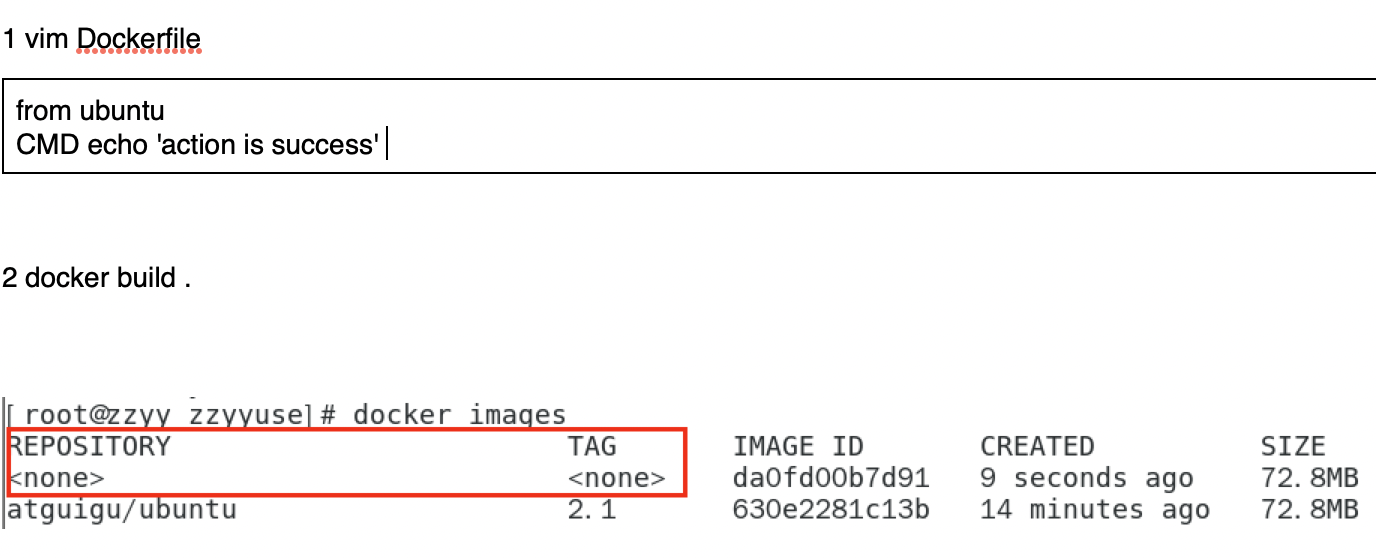 1 vim Dockerfile
from ubuntu
CMD echo 'action is success'
2 docker build .
[root@zzyy zzyyuse]# docker images
REPOSITORY TAG IMAGE ID CREATED SIZE
<none> <none> da0fd00b7d91 9 seconds ago 72.8MB
atguigu/ubuntu 2.1 630e2281c13b 14 minutes ago 72.8MB